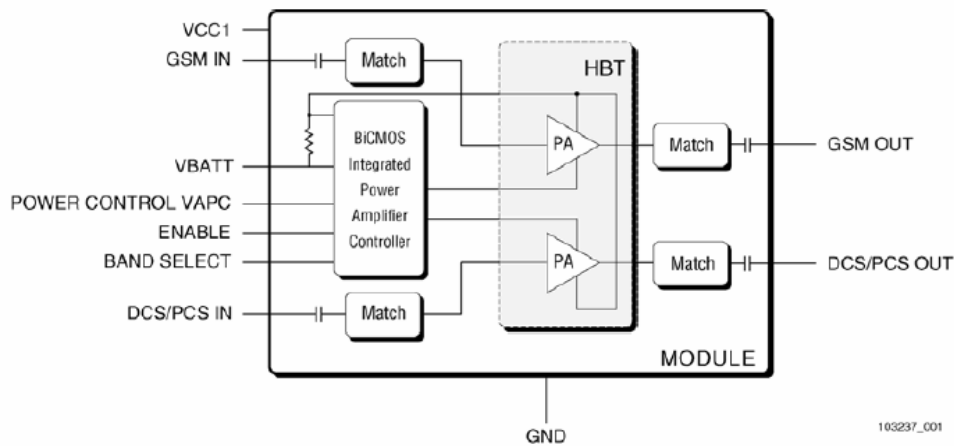 VCC1
GSM IN
Match
HBT
BiCMOS
Integrated
Power
Amplifier
Controller
PA
Match
GSM OUT
VBATT
POWER CONTROL VAPC
ENABLE
BAND SELECT
PA
Match
DCS/PCS OUT
DCS/PCS IN
Match
MODULE
GND
103237_001